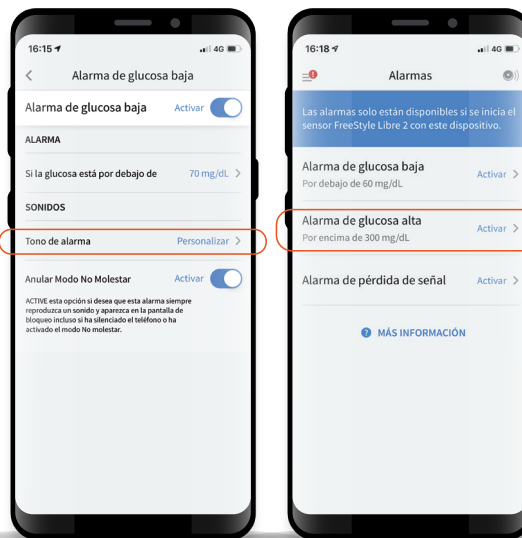 16:15
4G
Alarma de glucosa baja
Alarma de glucosa baja Activar
ALARMA
Si la glucosa está por debajo de 70 mg/dL
SONIDOS
Tono de alarma Personalizar
Anular Modo No Molestar Activar
ACTIVE esta opción si desea que esta alarma siempre
reproduzca un sonido y aparezca en la pantalla de
bloqueo incluso si ha silenciado el teléfono o ha
activado el modo No molestar.
16:18
4G
Alarmas
Las alarmas solo están disponibles si se inicia el
sensor FreeStyle Libre 2 con este dispositivo.
Alarma de glucosa baja Activar
Por debajo de 60 mg/dL
Alarma de glucosa alta Activar
Por encima de 300 mg/dL
Alarma de pérdida de señal Activar
? MÁS INFORMACIÓN